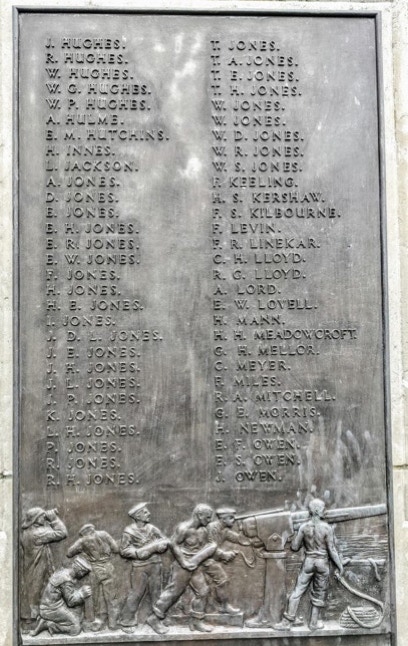 J. HUGHES.
R. HUGHES.
W. HUGHES.
W. G. HUGHES.
W. P. HUGHES.
A. HULME.
E. M. HUTCHINS.
H. INNES.
L. JACKSON.
A. JONES.
D. JONES.
E. JONES.
E. H. JONES.
E. R. JONES.
E. W. JONES.
F. JONES.
H. JONES.
H. E. JONES.
I. JONES.
J. D. L. JONES.
J. E. JONES.
J. H. JONES.
J. L. JONES.
J. P. JONES.
K. JONES.
L. H. JONES.
P. JONES.
R. JONES.
R. H. JONES.
T. JONES.
T. A. JONES.
T. E. JONES.
T. H. JONES.
W. JONES.
W. JONES.
W. D. JONES.
W. R. JONES.
W. S. JONES.
F. KEELING.
H. S. KERSHAW.
F. S. KILBOURNE.
F. LEVIN.
F. R. LINEKAR.
C. H. LLOYD.
R. G. LLOYD.
A. LORD.
E. W. LOVELL.
H. MANN.
H. H. MEADOWCROFT.
G. H. MELLOR.
C. MEYER.
F. MILES.
R. A. MITCHELL.
G. E. MORRIS.
H. NEWMAN.
E. F. OWEN.
F. S. OWEN.
J. OWEN.